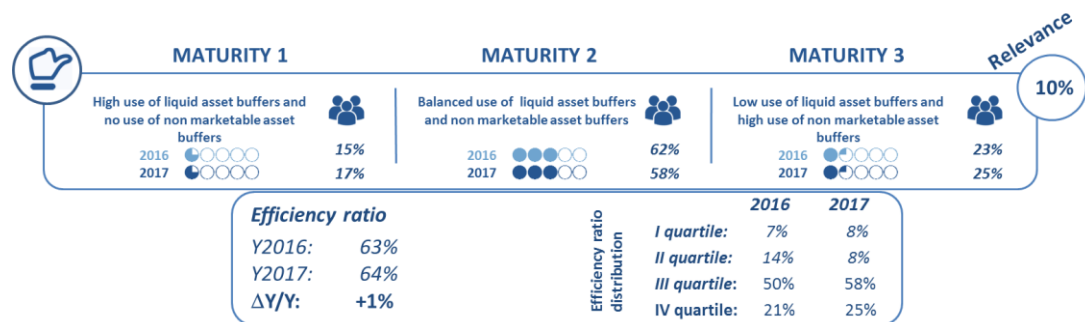 MATURITY 1
MATURITY 2
MATURITY 3
Relevance
10%
High use of liquid asset buffers and
no use of non marketable asset
buffers
2016
15%
2017
17%
Balanced use of liquid asset buffers
and non marketable asset buffers
2016
62%
2017
58%
Low use of liquid asset buffers and
high use of non marketable asset
buffers
2016
23%
2017
25%
Efficiency ratio
Y2016: 63%
Y2017: 64%
ΔY/Y: +1%
Efficiency ratio
distribution
2016 2017
I quartile: 7% 8%
II quartile: 14% 8%
III quartile: 50% 58%
IV quartile: 21% 25%